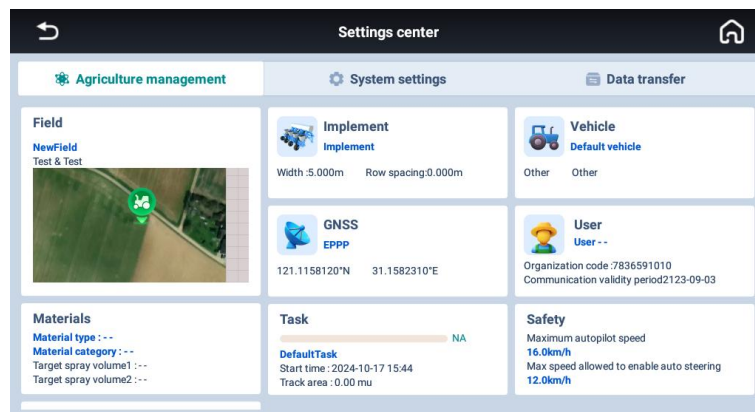 Settings center
Agriculture management
System settings
Data transfer
Field
NewField
Test & Test
Implement
Implement
Width :5.000m Row spacing:0.000m
Vehicle
Default vehicle
Other Other
GNSS
EPPP
121.1158120°N 31.1582310°E
User
User - -
Organization code :7836591010
Communication validity period2123-09-03
Materials
Material type : - -
Material category : - -
Target spray volume1 : - -
Target spray volume2 : - -
Task
NA
DefaultTask
Start time : 2024-10-17 15:44
Track area : 0.00 mu
Safety
Maximum autopilot speed
16.0km/h
Max speed allowed to enable auto steering
12.0km/h